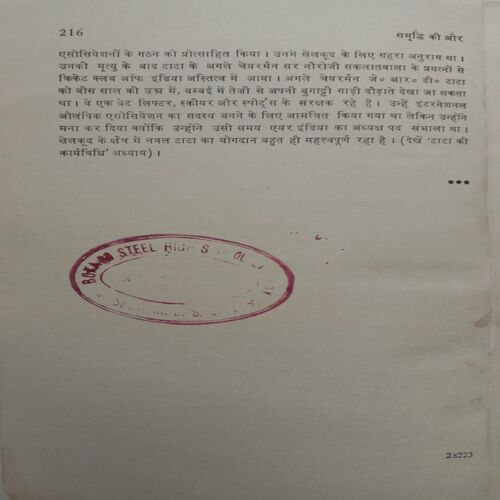 216
समृद्धि की ओर
एसोसियेशनों के गठन को प्रोत्साहित किया । उनमें खेलकूद के लिए गहरा अनुराग था ।
उनकी मृत्यु के बाद टाटा के अगले चेयरमैन सर नौरोजी सकलातवाला के प्रयत्नों से
क्रिकेट क्लब ऑफ इंडिया अस्तित्व में आया । अगले चेयरमैन जे० आर० डी० टाटा
को बीस साल की उम्र में, बम्बई में तेजी से अपनी बुगाट्टी गाड़ी दौड़ाते देखा जा सकता
था । वे एक वेट लिफ्टर, स्कीयर और स्पोर्ट्स के संरक्षक रहे हैं । उन्हें इंटरनेशनल
ओलंपिक एसोसियेशन का सदस्य बनने के लिए आमंत्रित किया गया था लेकिन उन्होंने
मना कर दिया क्योंकि उन्होंने उसी समय एयर इंडिया का अध्यक्ष पद संभाला था ।
खेलकूद के क्षेत्र में नवल टाटा का योगदान बहुत ही महत्त्वपूर्ण रहा है । (देखें 'टाटा की
कार्यविधि' अध्याय) ।
•••
STEEL HIGH
28223